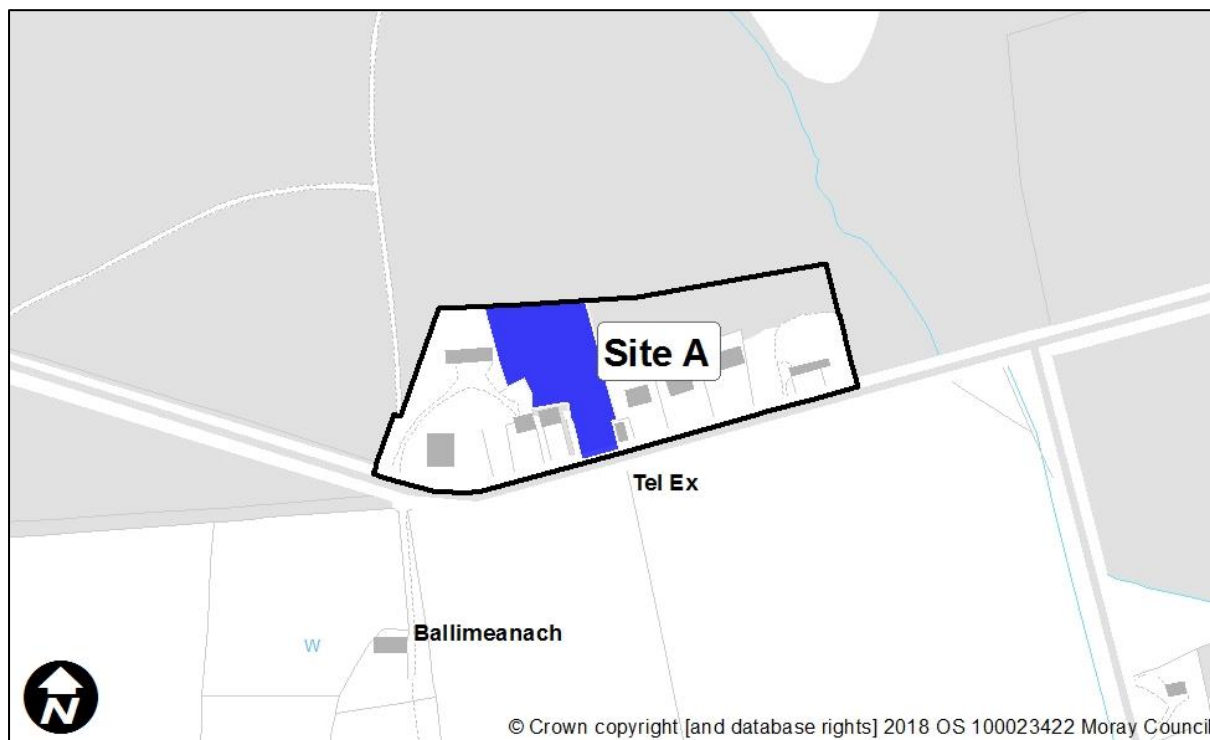 Site A
Tel Ex
Ballimeanach
W
N
© Crown copyright [and database rights] 2018 OS 100023422 Moray Council